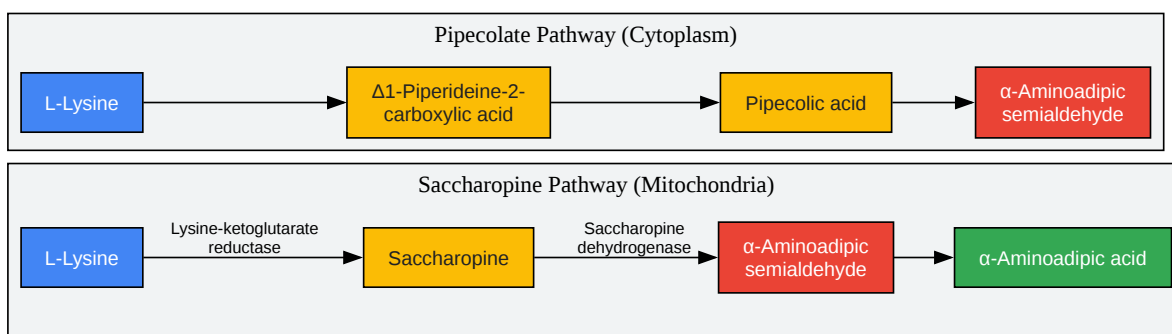 Pipecolate Pathway (Cytoplasm)
L-Lysine
Δ1-Piperideine-2-
carboxylic acid
Pipecolic acid
α-Aminoadipic
semialdehyde
Saccharopine Pathway (Mitochondria)
L-Lysine
Lysine-ketoglutarate
reductase
Saccharopine
Saccharopine
dehydrogenase
α-Aminoadipic
semialdehyde
α-Aminoadipic acid